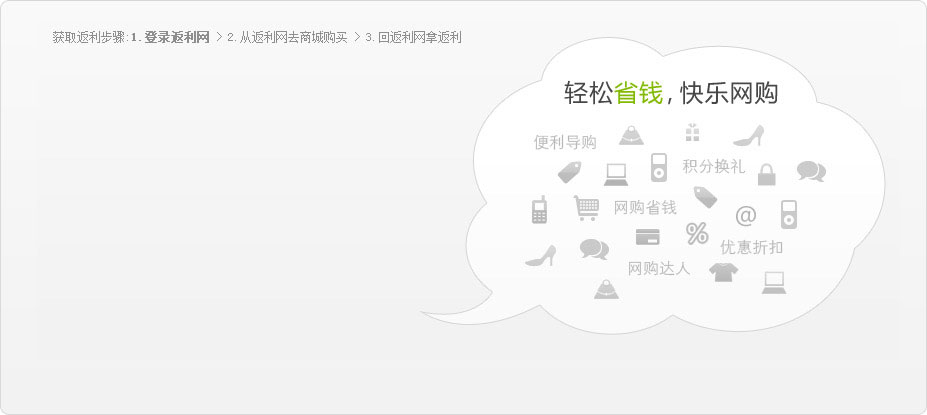 获取返利步骤:1.登录返利网 > 2.从返利网去商城购买 > 3.回返利网拿返利
轻松省钱,快乐网购
便利导购
积分换礼
网购省钱
@
%
优惠折扣
网购达人